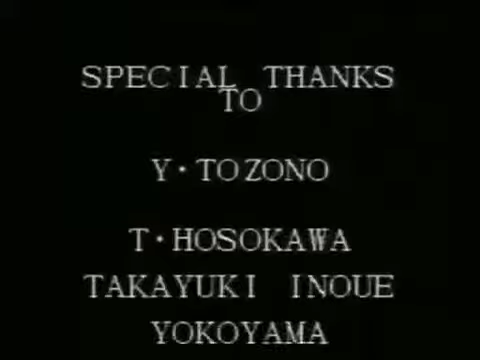 SPECIAL THANKS
TO
Y・TOZONO
T・HOSOKAWA
TAKAYUKI INOUE
YOKOYAMA